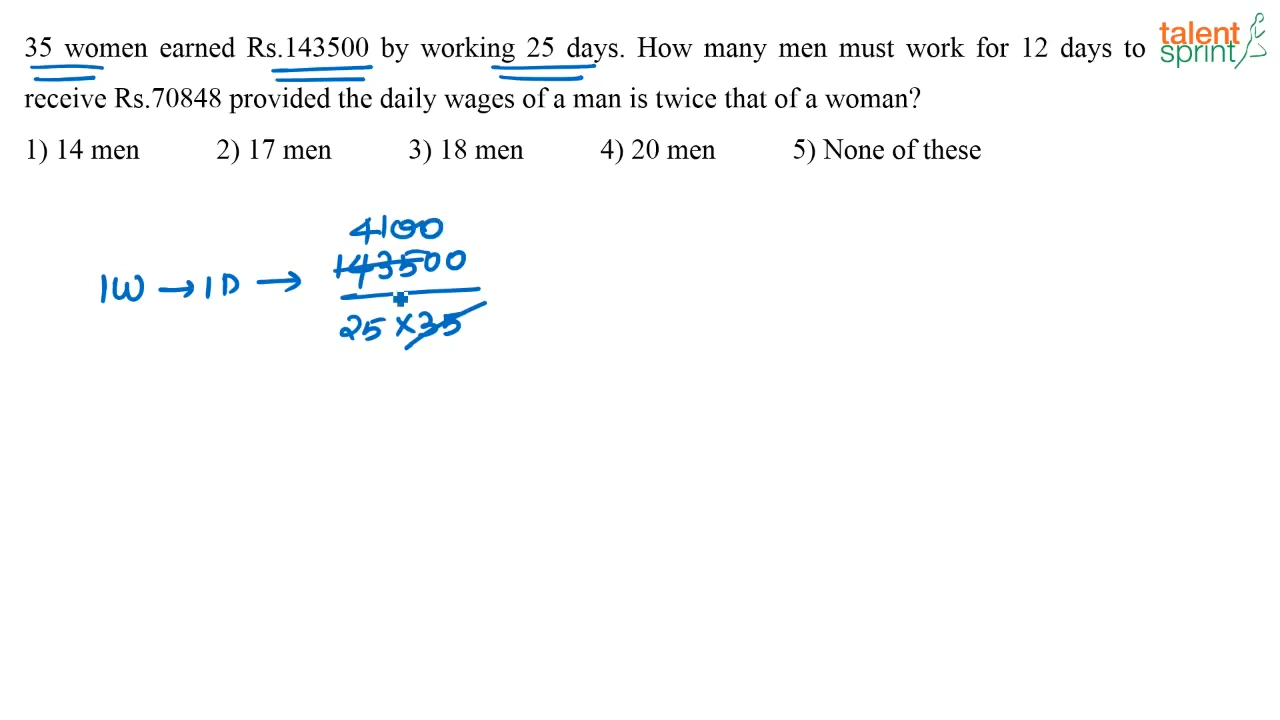 35 women earned Rs.143500 by working 25 days. How many men must work for 12 days to
talent
sprint
receive Rs.70848 provided the daily wages of a man is twice that of a woman?
1) 14 men 2) 17 men 3) 18 men 4) 20 men 5) None of these
4100
1W → 1D → 143500
25 × 35